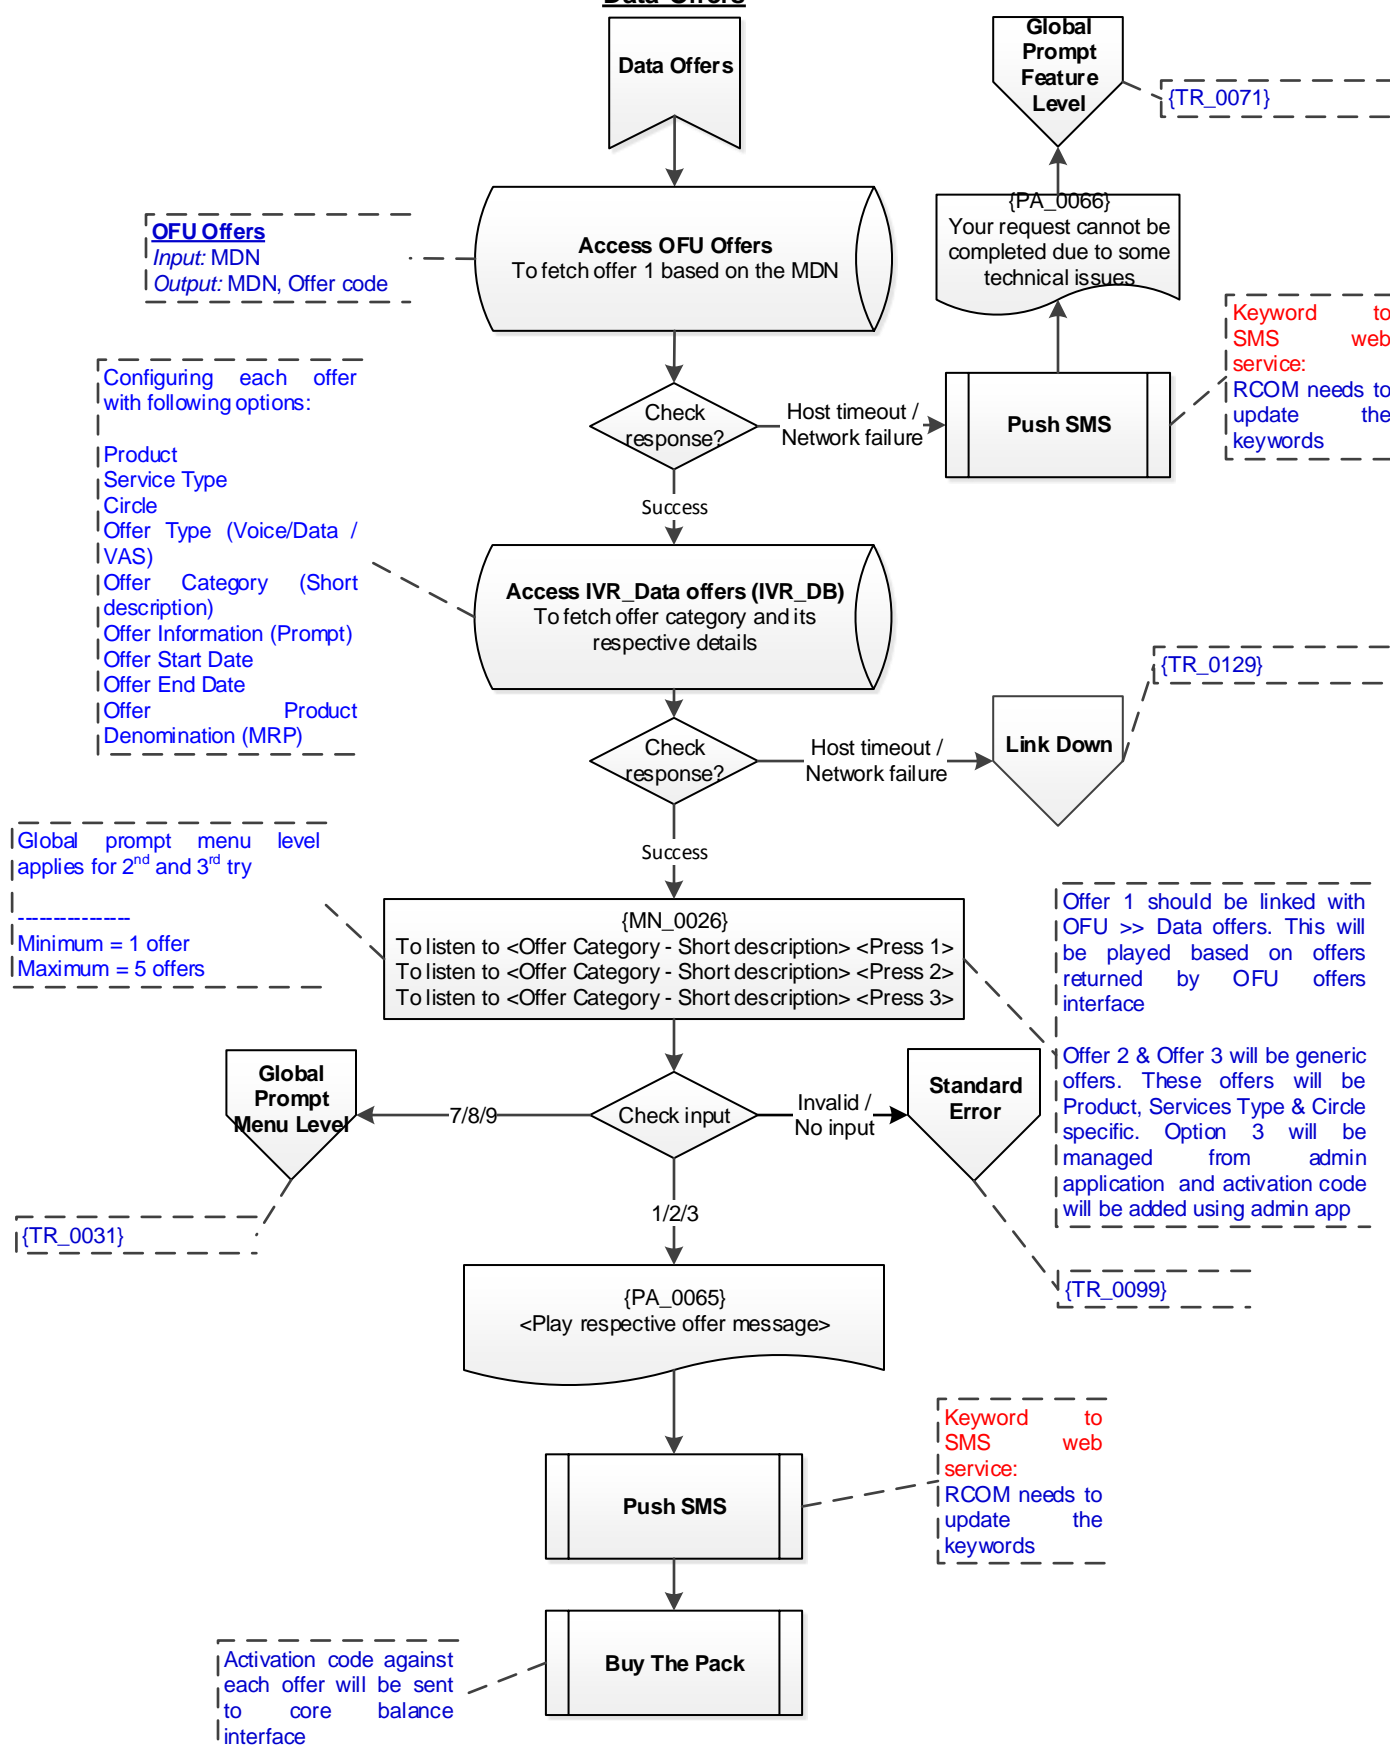 Data Offers
Data Offers
Global
Prompt
Feature
Level
{TR_0071}
{PA_0066}
Your request cannot be
completed due to some
technical issues
OFU Offers
Input: MDN
Output: MDN, Offer code
Access OFU Offers
To fetch offer 1 based on the MDN
Keyword to
SMS web
service:
RCOM needs to
update the
keywords
Configuring each offer
with following options:
Product
Service Type
Circle
Offer Type (Voice/Data /
VAS)
Offer Category (Short
description)
Offer Information (Prompt)
Offer Start Date
Offer End Date
Offer Product
Denomination (MRP)
Check
response?
Host timeout /
Network failure
Push SMS
Success
Access IVR_Data offers (IVR_DB)
To fetch offer category and its
respective details
{TR_0129}
Check
response?
Host timeout /
Network failure
Link Down
Success
Global prompt menu level
applies for 2nd and 3rd try
----------------
Minimum = 1 offer
Maximum = 5 offers
{MN_0026}
To listen to <Offer Category - Short description> <Press 1>
To listen to <Offer Category - Short description> <Press 2>
To listen to <Offer Category - Short description> <Press 3>
Offer 1 should be linked with
OFU >> Data offers. This will
be played based on offers
returned by OFU offers
interface
Offer 2 & Offer 3 will be generic
offers. These offers will be
Product, Services Type & Circle
specific. Option 3 will be
managed from admin
application and activation code
will be added using admin app
Global
Prompt
Menu Level
7/8/9
Check input
Invalid /
No input
Standard
Error
1/2/3
{TR_0031}
{TR_0099}
{PA_0065}
<Play respective offer message>
Keyword to
SMS web
service:
RCOM needs to
update the
keywords
Push SMS
Buy The Pack
Activation code against
each offer will be sent
to core balance
interface